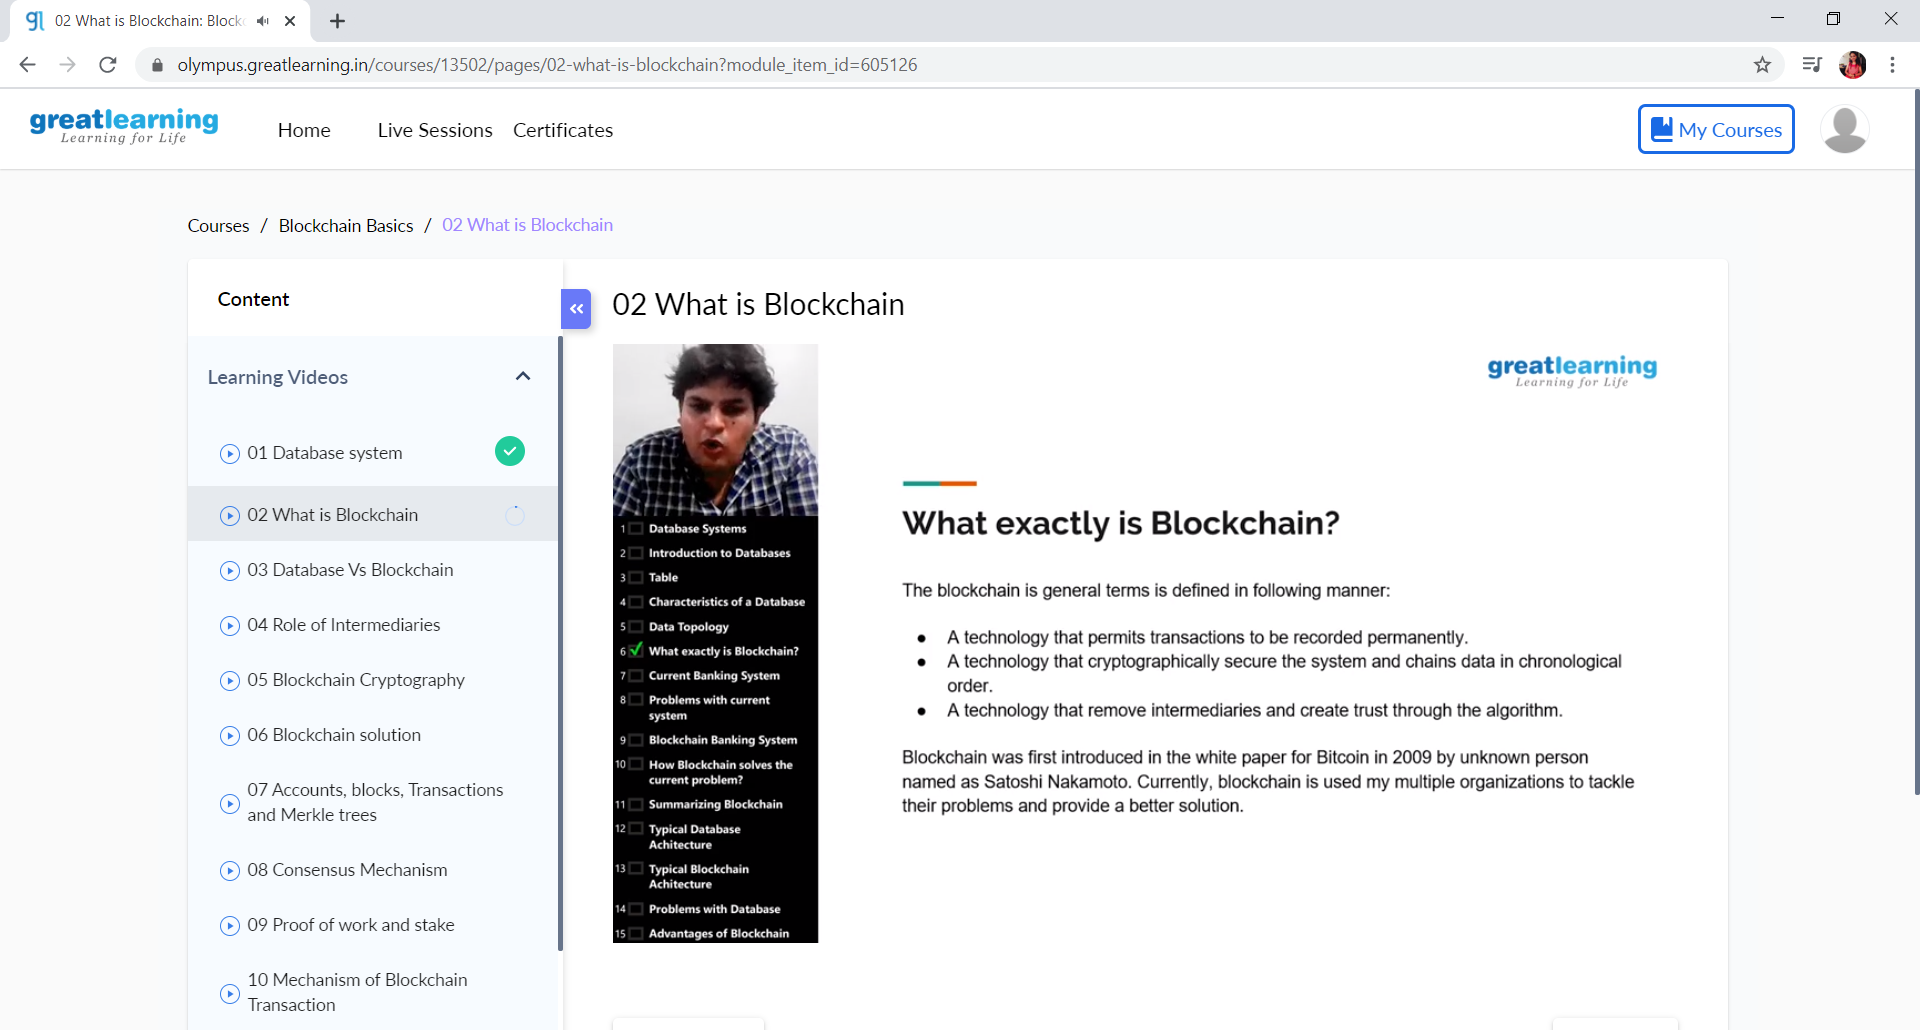 gl 02 What is Blockchain: Block
olympus.greatlearning.in/courses/13502/pages/02-what-is-blockchain?module_item_id=605126
greatlearning
Learning for Life
Home Live Sessions Certificates
My Courses
Courses / Blockchain Basics / 02 What is Blockchain
Content
Learning Videos
01 Database system
02 What is Blockchain
03 Database Vs Blockchain
04 Role of Intermediaries
05 Blockchain Cryptography
06 Blockchain solution
07 Accounts, blocks, Transactions
and Merkle trees
08 Consensus Mechanism
09 Proof of work and stake
10 Mechanism of Blockchain
Transaction
02 What is Blockchain
1 Database Systems
2 Introduction to Databases
3 Table
4 Characteristics of a Database
5 Data Topology
6 What exactly is Blockchain?
7 Current Banking System
8 Problems with current
system
9 Blockchain Banking System
10 How Blockchain solves the
current problem?
11 Summarizing Blockchain
12 Typical Database
Achitecture
13 Typical Blockchain
Achitecture
14 Problems with Database
15 Advantages of Blockchain
greatlearning
Learning for Life
What exactly is Blockchain?
The blockchain is general terms is defined in following manner:
● A technology that permits transactions to be recorded permanently.
● A technology that cryptographically secure the system and chains data in chronological
order.
● A technology that remove intermediaries and create trust through the algorithm.
Blockchain was first introduced in the white paper for Bitcoin in 2009 by unknown person
named as Satoshi Nakamoto. Currently, blockchain is used my multiple organizations to tackle
their problems and provide a better solution.